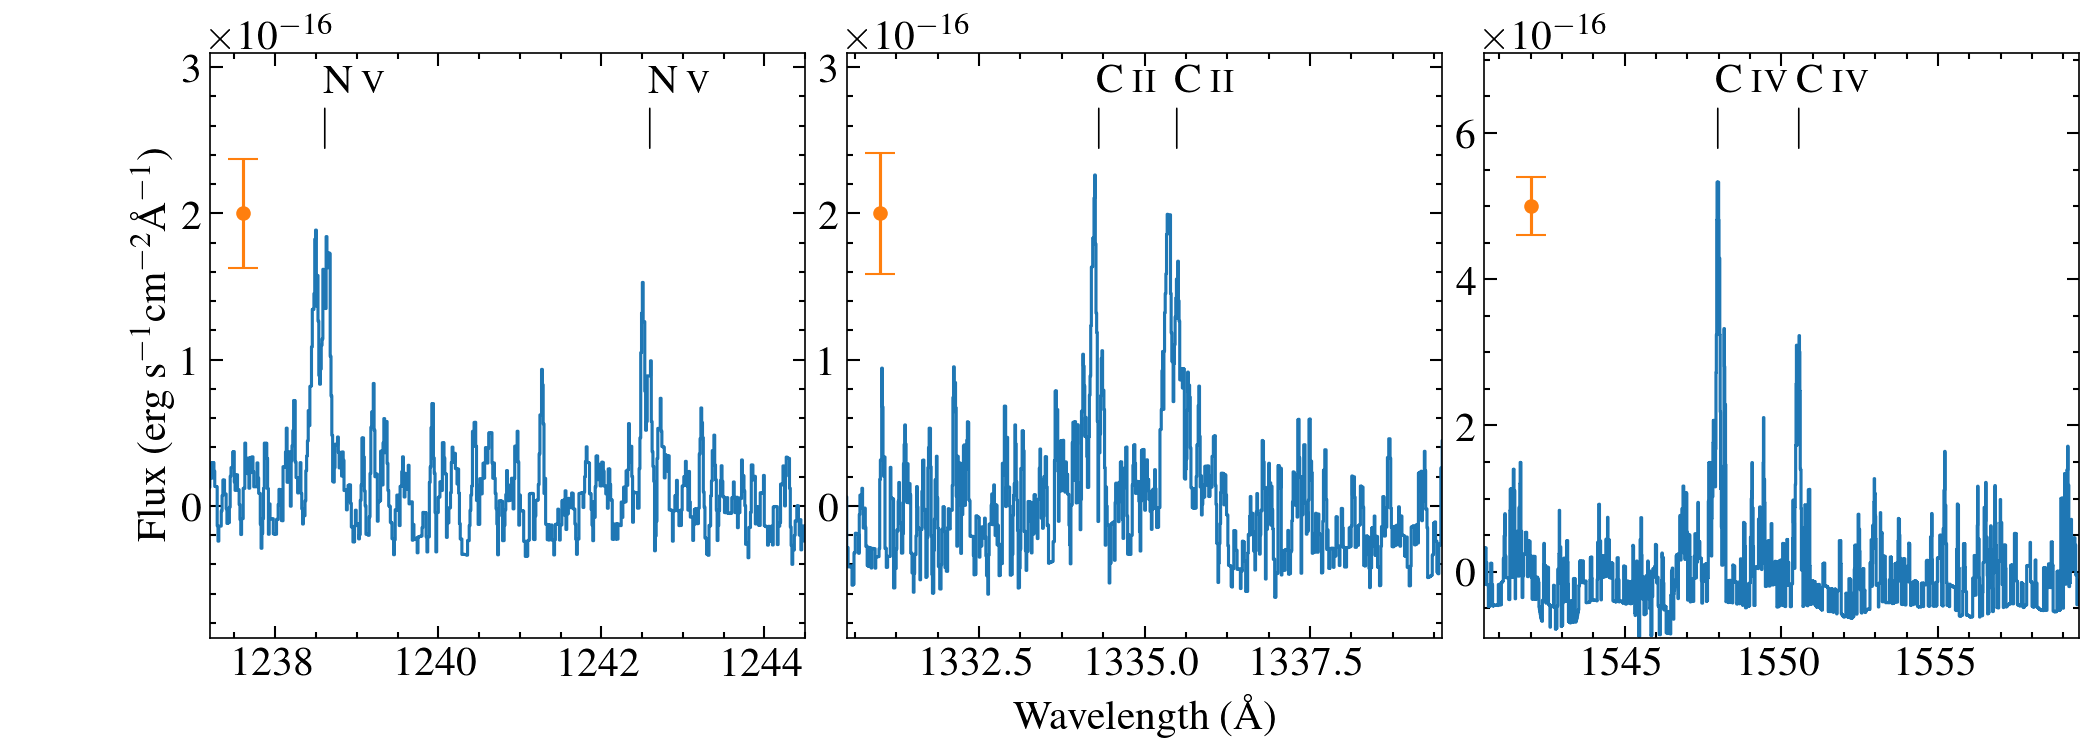 ×10⁻¹⁶ ×10⁻¹⁶ ×10⁻¹⁶
N V N V
C II C II
C IV C IV
3
2
1
0
3
2
1
0
6
4
2
0
Flux (erg s⁻¹cm⁻²Å⁻¹)
1238 1240 1242 1244
1332.5 1335.0 1337.5
1545 1550 1555
Wavelength (Å)